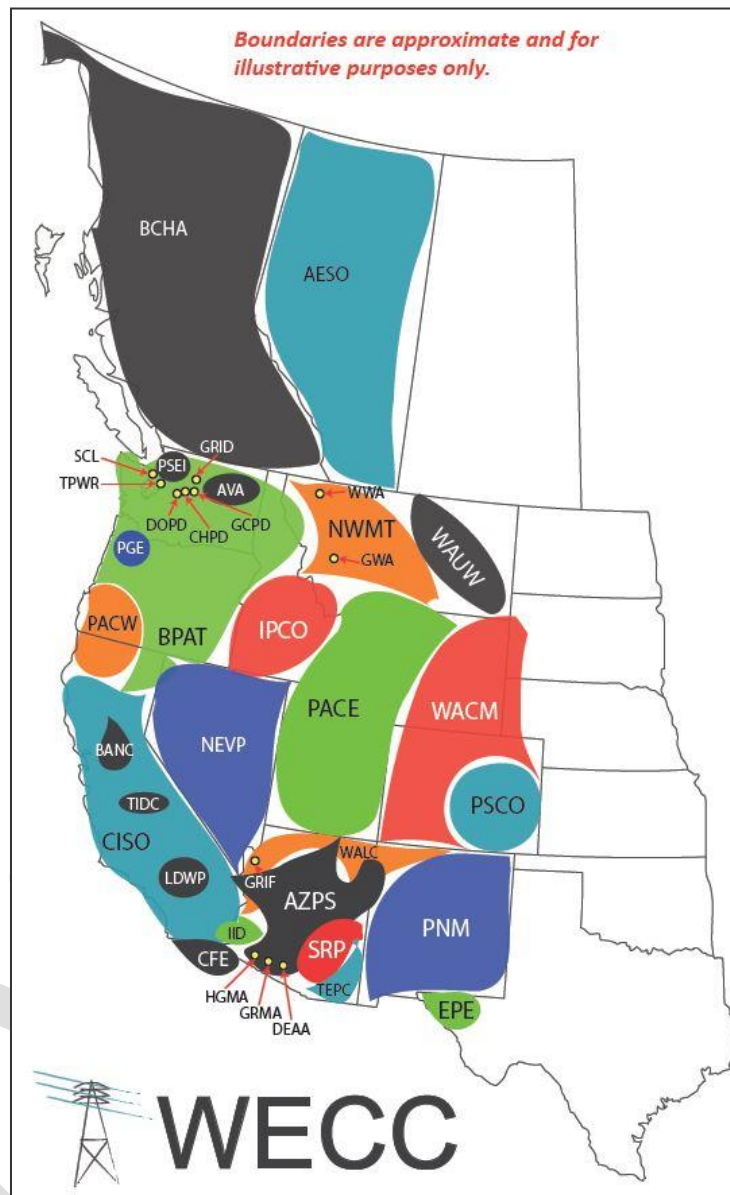 Boundaries are approximate and for
illustrative purposes only.
BCHA
AESO
SCL
PSEI
GRID
TPWR
AVA
WWA
DOPD
CHPD
GCPD
NWMT
WAUW
PGE
GWA
PACW
BPAT
IPCO
PACE
WACM
NEVP
BANC
TIDC
PSCO
CISO
WALC
LDWP
GRIF
AZPS
IID
PNM
CFE
SRP
TEPC
HGMA
GRMA
DEAA
EPE
WECC